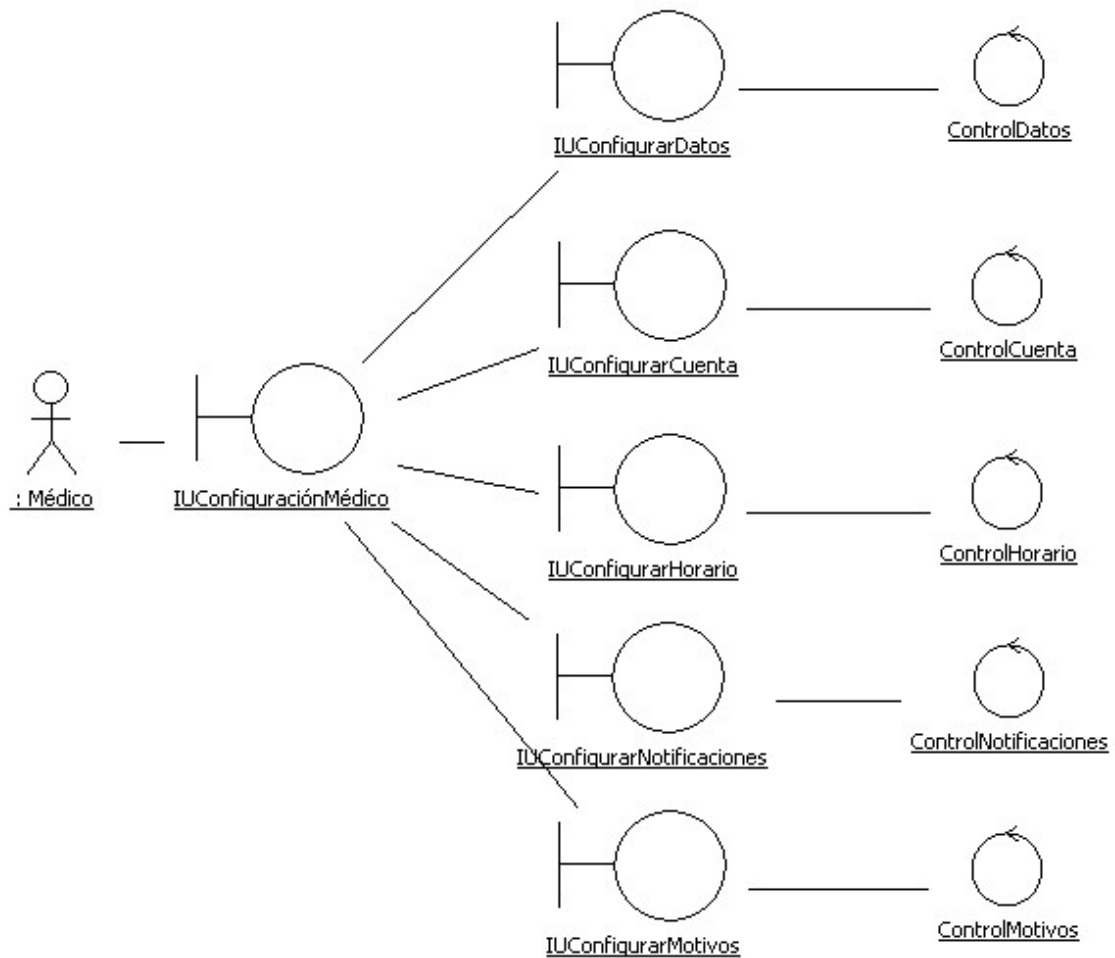 IUConfigurarDatos
ControlDatos
IUConfigurarCuenta
ControlCuenta
: Médico
IUConfiguraciónMédico
IUConfigurarHorario
ControlHorario
IUConfigurarNotificaciones
ControlNotificaciones
IUConfigurarMotivos
ControlMotivos